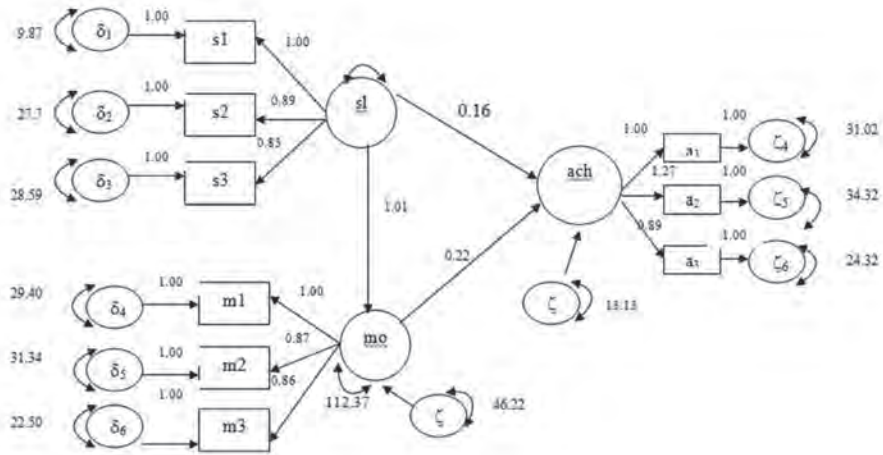 9.87 δ1 1.00 s1 1.00
δ2 1.00 s2 0.89 sl
28.59 δ3 1.00 s3 0.85
0.16
1.01
ach 1.00 a1 1.00 ζ4 31.02
1.27 a2 1.00 ζ5 34.32
0.89 1.00 ζ6 24.32
0.22
ζ 13.13
29.40 δ4 1.00 m1 1.00 mo
31.34 δ5 1.00 m2 0.87
22.50 δ6 1.00 m3 0.86
112.37 ζ 46.22